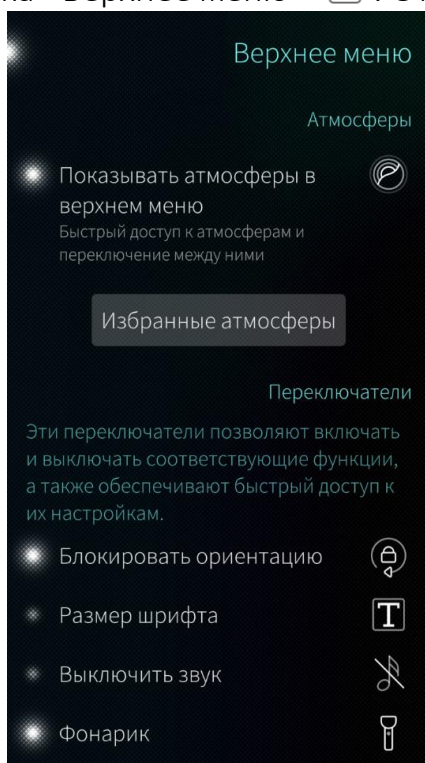 Верхнее меню
Атмосферы
Показывать атмосферы в
верхнем меню
Быстрый доступ к атмосферам и
переключение между ними
Избранные атмосферы
Переключатели
Эти переключатели позволяют включать
и выключать соответствующие функции,
а также обеспечивают быстрый доступ к
их настройкам.
Блокировать ориентацию
Размер шрифта
T
Выключить звук
Фонарик